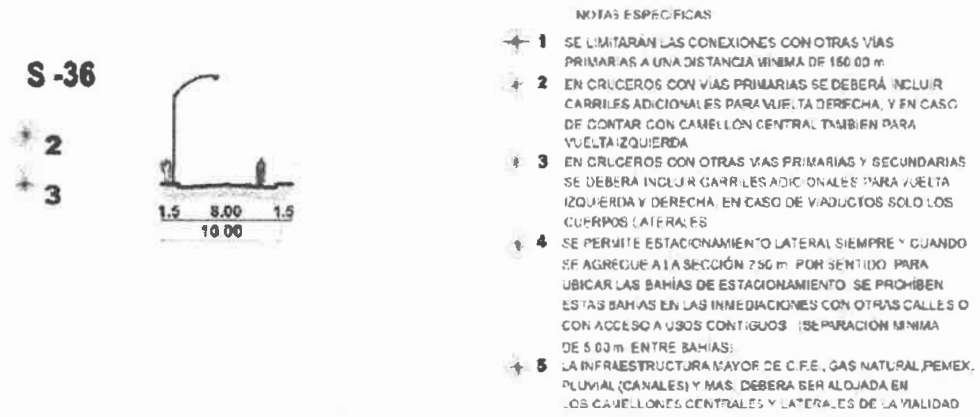 S -36
2
3
1.5 8.00 1.5
10.00
NOTAS ESPECIFICAS
1 SE LIMITARÁN LAS CONEXIONES CON OTRAS VÍAS
PRIMARIAS A UNA DISTANCIA MÍNIMA DE 150.00 m
2 EN CRUCEROS CON VÍAS PRIMARIAS SE DEBERÁ INCLUIR
CARRILES ADICIONALES PARA VUELTA DERECHA, Y EN CASO
DE CONTAR CON CAMELLÓN CENTRAL TAMBIEN PARA
VUELTA IZQUIERDA
3 EN CRUCEROS CON OTRAS VIAS PRIMARIAS Y SECUNDARIAS
SE DEBERA INCLUIR CARRILES ADICIONALES PARA VUELTA
IZQUIERDA Y DERECHA, EN CASO DE VIADUCTOS SOLO LOS
CUERPOS LATERALES
4 SE PERMITE ESTACIONAMIENTO LATERAL SIEMPRE Y CUANDO
SE AGREGUE A LA SECCIÓN 2.50 m. POR SENTIDO PARA
UBICAR LAS BAHÍAS DE ESTACIONAMIENTO SE PROHÍBEN
ESTAS BAHÍAS EN LAS INMEDIACIONES CON OTRAS CALLES O
CON ACCESO A USOS CONTIGUOS (SEPARACIÓN MINIMA
DE 5.00 m. ENTRE BAHIAS)
5 LA INFRAESTRUCTURA MAYOR DE C.F.E., GAS NATURAL, PEMEX,
PLUVIAL (CANALES) Y MAS, DEBERA SER ALOJADA EN
LOS CAMELLONES CENTRALES Y LATERALES DE LA VIALIDAD